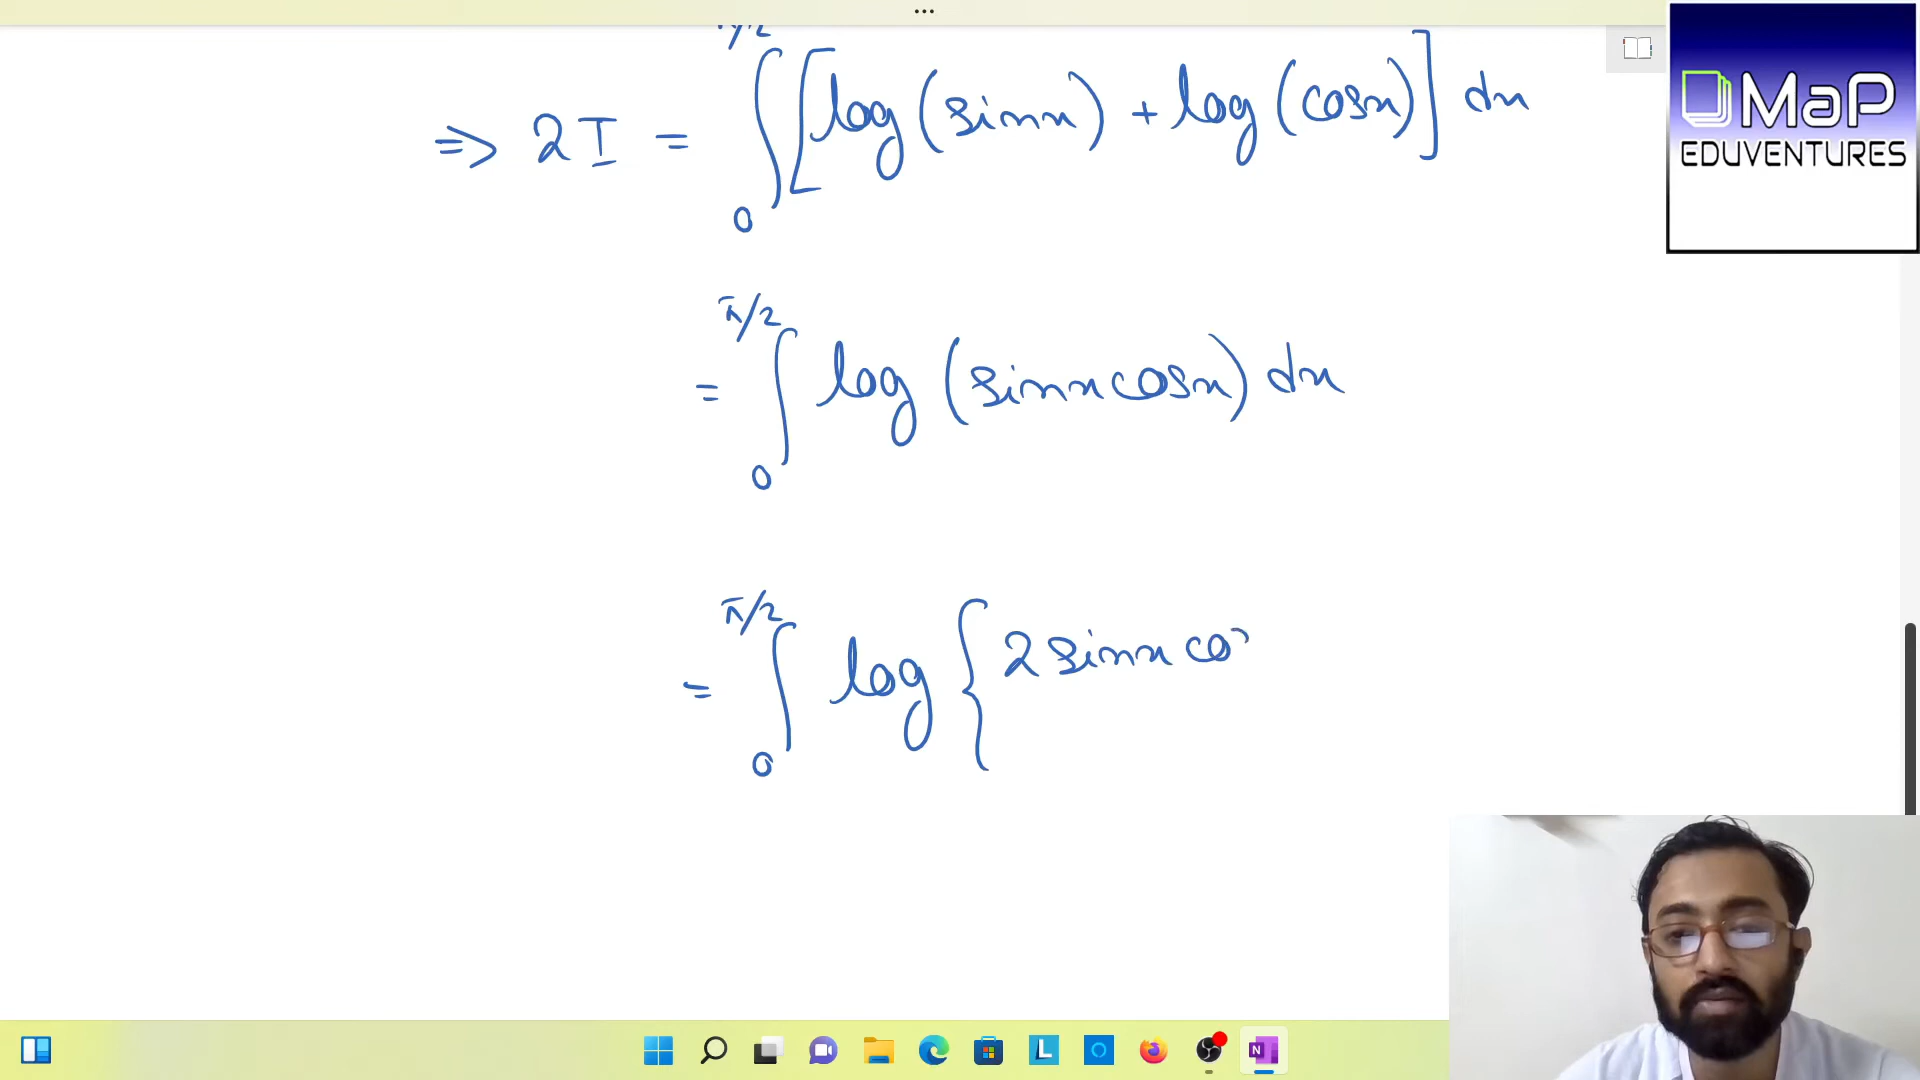 ...
MaP
EDUVENTURES
π/2
⇒ 2I = ∫ [log (sinx) + log (cosx)] dx
0
π/2
= ∫ log (sinx cosx) dx
0
π/2
= ∫ log { 2 sinx co
0